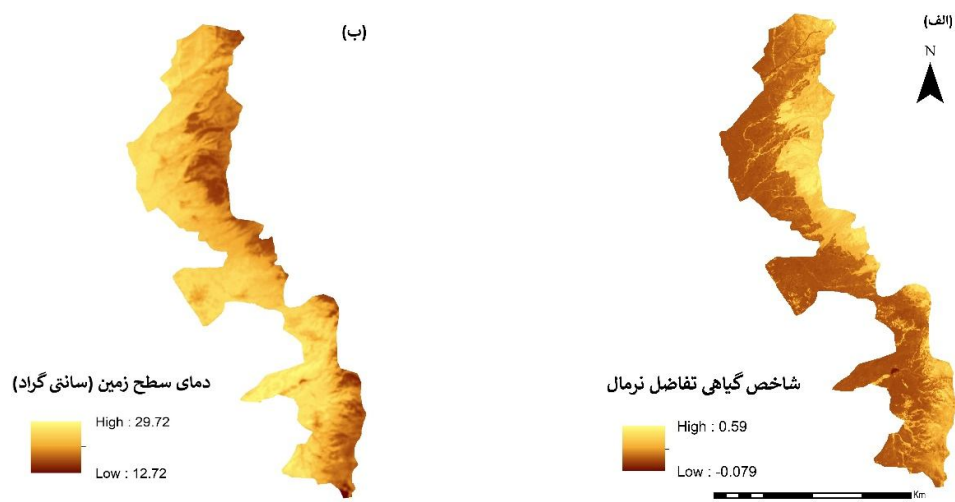 (الف)
N
شاخص گیاهی تفاضل نرمال
High : 0.59
Low : -0.079
Km
(ب)
دمای سطح زمین (سانتی گراد)
High : 29.72
Low : 12.72